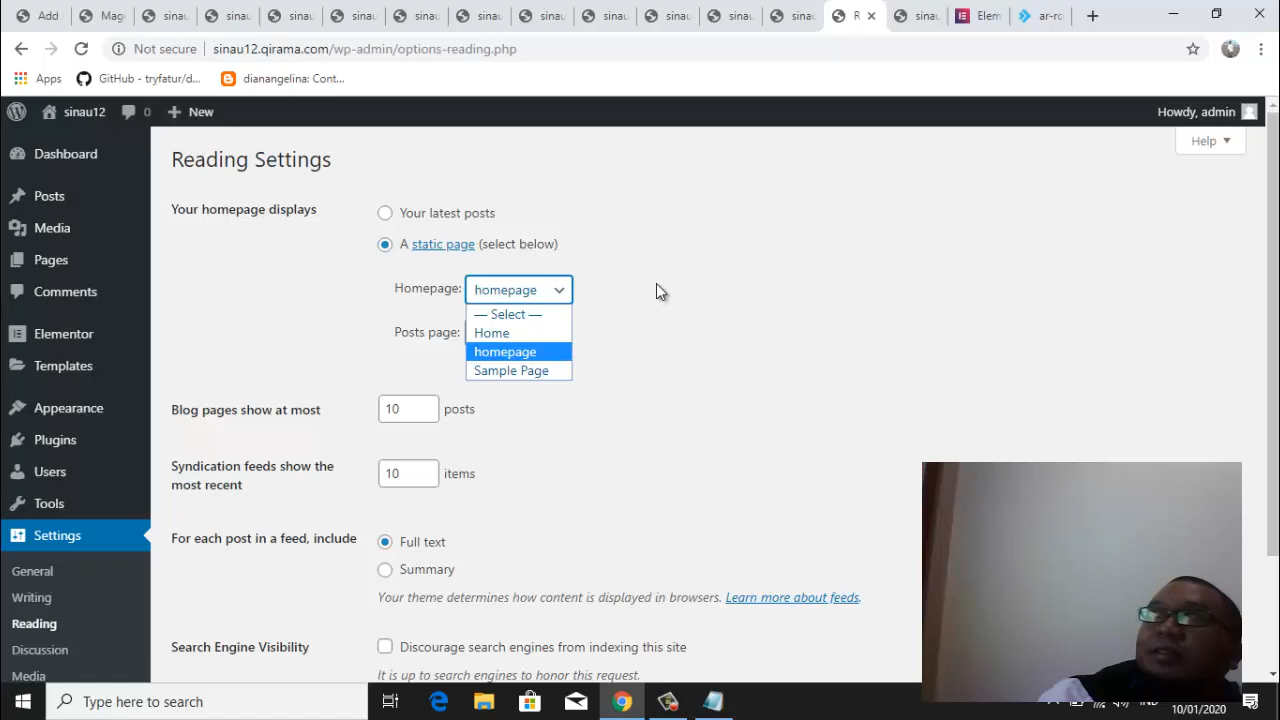 Add
Mag
sinau
sinau
sinau
sinau
sinau
sinau
sinau
sinau
sinau
sinau
sinau
R
sinau
Elem
ar-ro
Not secure
sinau12.qirama.com/wp-admin/options-reading.php
Apps
GitHub - tryfatur/d...
dianangelina: Cont...
sinau12
0
New
Howdy, admin
Help
Dashboard
Posts
Media
Pages
Comments
Elementor
Templates
Appearance
Plugins
Users
Tools
Settings
General
Writing
Reading
Discussion
Media
Reading Settings
Your homepage displays
Your latest posts
A static page (select below)
Homepage: homepage
— Select —
Home
homepage
Sample Page
Posts page:
Blog pages show at most
10 posts
Syndication feeds show the
most recent
10 items
For each post in a feed, include
Full text
Summary
Your theme determines how content is displayed in browsers. Learn more about feeds.
Search Engine Visibility
Discourage search engines from indexing this site
It is up to search engines to honor this request.
Type here to search
IND
10/01/2020